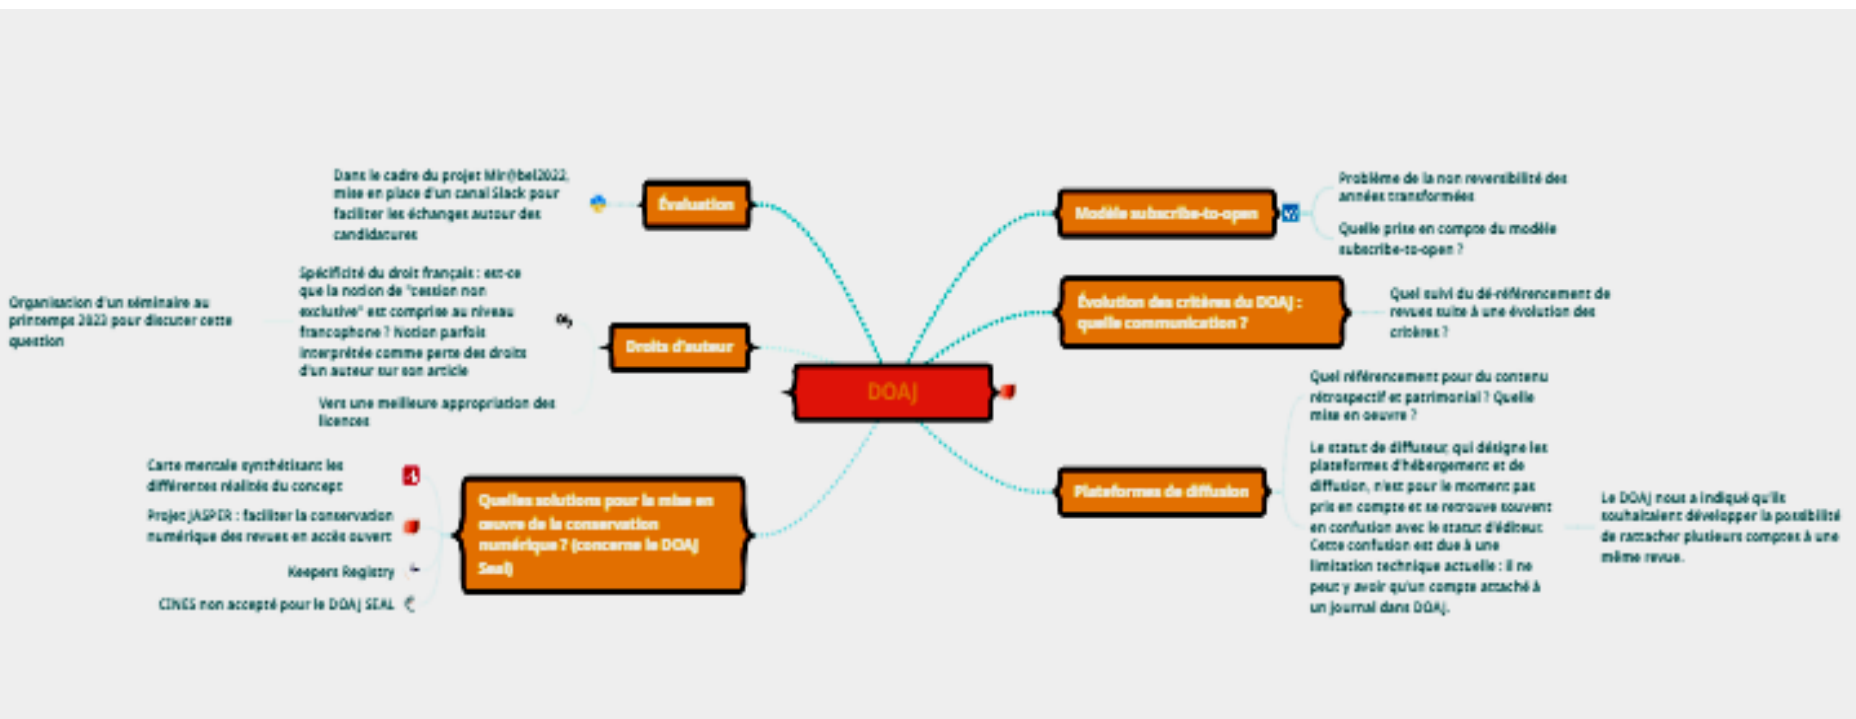 DOAJ
Évaluation
Dans le cadre du projet Mir@bel2022,
mise en place d'un canal Slack pour
faciliter les échanges autour des
candidatures
Droits d'auteur
Spécificité du droit français : est-ce
que la notion de "cession non
exclusive" est comprise au niveau
francophone ? Notion parfois
interprétée comme perte des droits
d'un auteur sur son article
Organisation d'un séminaire au
printemps 2023 pour discuter cette
question
Vers une meilleure appropriation des
licences
Quelles solutions pour la mise en
œuvre de la conservation
numérique ? (concerne le DOAJ
Seal)
Carte mentale synthétisant les
différentes réalités du concept
Projet JASPER : faciliter la conservation
numérique des revues en accès ouvert
Keepers Registry
CINES non accepté pour le DOAJ SEAL
Modèle subscribe-to-open
Problème de la non reversibilité des
années transformées
Quelle prise en compte du modèle
subscribe-to-open ?
Évolution des critères du DOAJ :
quelle communication ?
Quel suivi du dé-référencement de
revues suite à une évolution des
critères ?
Plateformes de diffusion
Quel référencement pour du contenu
rétrospectif et patrimonial ? Quelle
mise en oeuvre ?
Le statut de diffuseur, qui désigne les
plateformes d'hébergement et de
diffusion, n'est pour le moment pas
pris en compte et se retrouve souvent
en confusion avec le statut d'éditeur.
Cette confusion est due à une
limitation technique actuelle : il ne
peut y avoir qu'un compte attaché à
un journal dans DOAJ.
Le DOAJ nous a indiqué qu'ils
souhaitaient développer la possibilité
de rattacher plusieurs comptes à une
même revue.